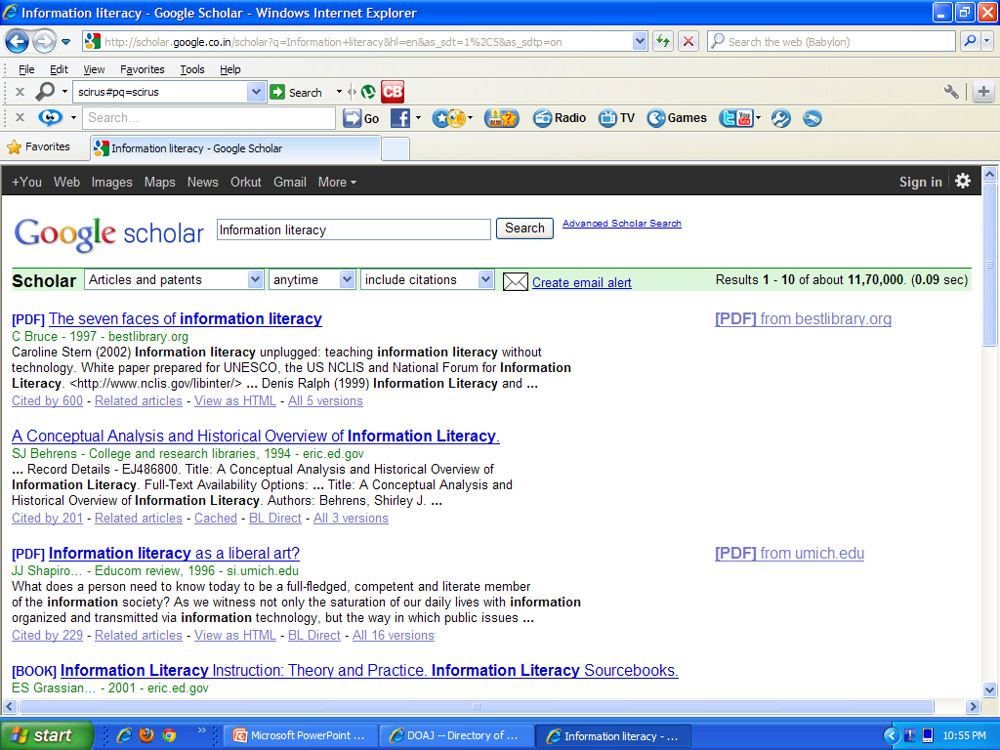 Information literacy - Google Scholar - Windows Internet Explorer
http://scholar.google.co.in/scholar?q=Information+literacy&hl=en&as_sdt=1%2C5&as_sdtp=on
Search the web (Babylon)
File Edit View Favorites Tools Help
scirus#pq=scirus Search CB
Search... Go Radio TV Games
Favorites Information literacy - Google Scholar
+You Web Images Maps News Orkut Gmail More Sign in
Google scholar Information literacy Search Advanced Scholar Search
Scholar Articles and patents anytime include citations Create email alert Results 1 - 10 of about 11,70,000. (0.09 sec)
[PDF] The seven faces of information literacy [PDF] from bestlibrary.org
C Bruce - 1997 - bestlibrary.org
Caroline Stern (2002) Information literacy unplugged: teaching information literacy without
technology. White paper prepared for UNESCO, the US NCLIS and National Forum for Information
Literacy. <http://www.nclis.gov/libinter/> ... Denis Ralph (1999) Information Literacy and ...
Cited by 600 - Related articles - View as HTML - All 5 versions
A Conceptual Analysis and Historical Overview of Information Literacy.
SJ Behrens - College and research libraries, 1994 - eric.ed.gov
... Record Details - EJ486800. Title: A Conceptual Analysis and Historical Overview of
Information Literacy. Full-Text Availability Options: ... Title: A Conceptual Analysis and
Historical Overview of Information Literacy. Authors: Behrens, Shirley J. ...
Cited by 201 - Related articles - Cached - BL Direct - All 3 versions
[PDF] Information literacy as a liberal art? [PDF] from umich.edu
JJ Shapiro... - Educom review, 1996 - si.umich.edu
What does a person need to know today to be a full-fledged, competent and literate member
of the information society? As we witness not only the saturation of our daily lives with information
organized and transmitted via information technology, but the way in which public issues ...
Cited by 229 - Related articles - View as HTML - BL Direct - All 16 versions
[BOOK] Information Literacy Instruction: Theory and Practice. Information Literacy Sourcebooks.
ES Grassian... - 2001 - eric.ed.gov
start Microsoft PowerPoint ... DOAJ -- Directory of ... Information literacy - ... 10:55 PM